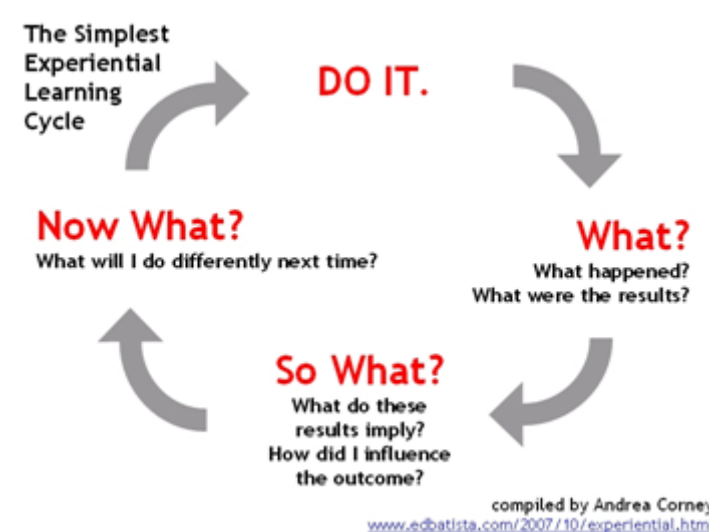 The Simplest
Experiential
Learning
Cycle
DO IT.
What?
What happened?
What were the results?
So What?
What do these
results imply?
How did I influence
the outcome?
Now What?
What will I do differently next time?
compiled by Andrea Corney
www.edbatista.com/2007/10/experiential.htm